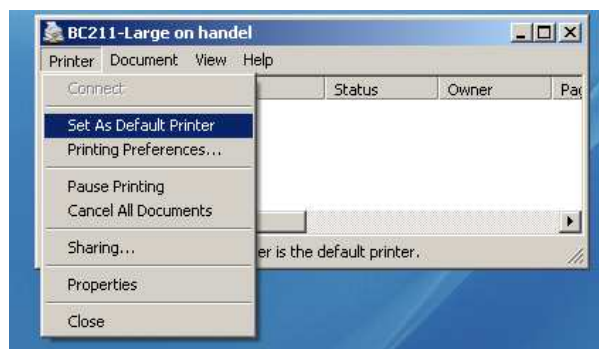 BC211-Large on handel
Printer Document View Help
Connect
Status Owner
Set As Default Printer
Printing Preferences...
Pause Printing
Cancel All Documents
Sharing...
er is the default printer.
Properties
Close